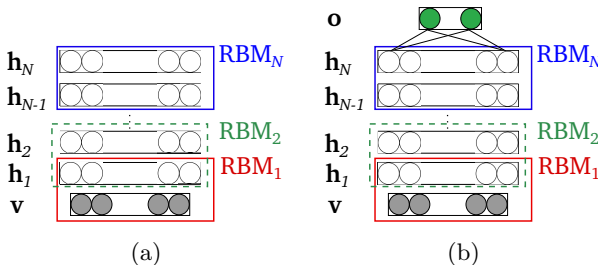 o
h_N RBM_N
h_N-1
h_2 RBM_2
h_1 RBM_1
v
(a)
h_N RBM_N
h_N-1
h_2 RBM_2
h_1 RBM_1
v
(b)